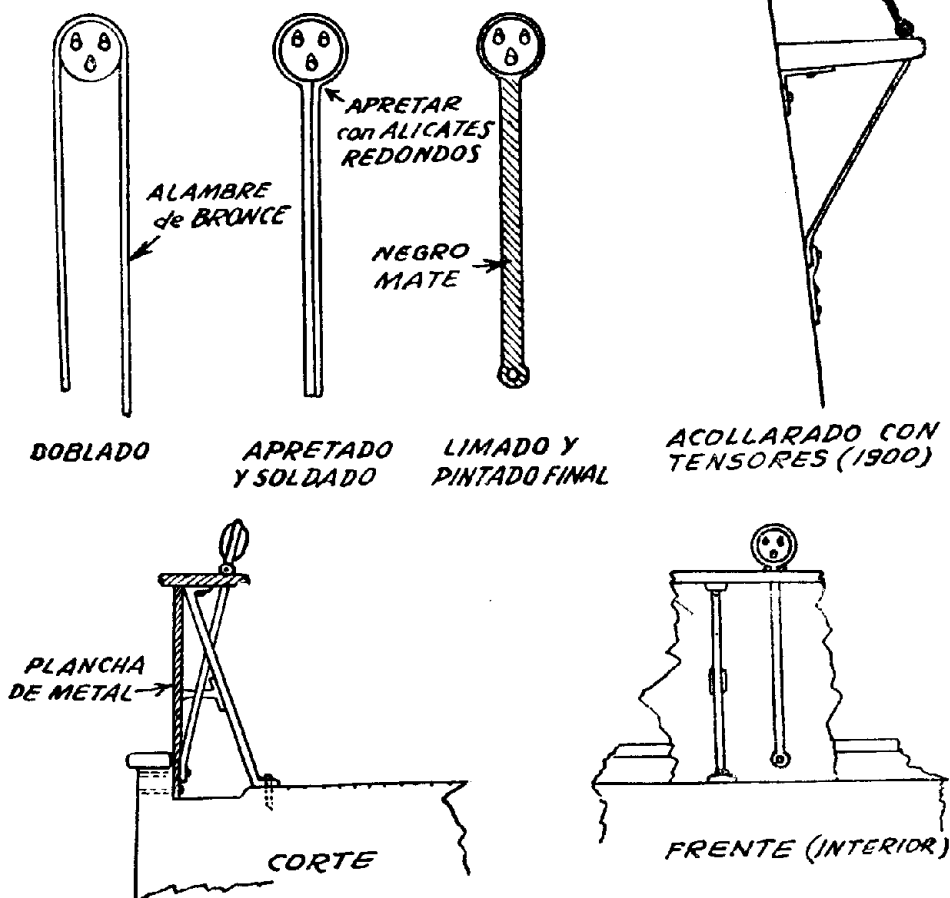 APRETAR
con ALICATES
REDONDOS
ALAMBRE
de BRONCE
NEGRO
MATE
DOBLADO
APRETADO
Y SOLDADO
LIMADO Y
PINTADO FINAL
ACOLLARADO CON
TENSORES (1900)
PLANCHA
DE METAL
CORTE
FRENTE (INTERIOR)